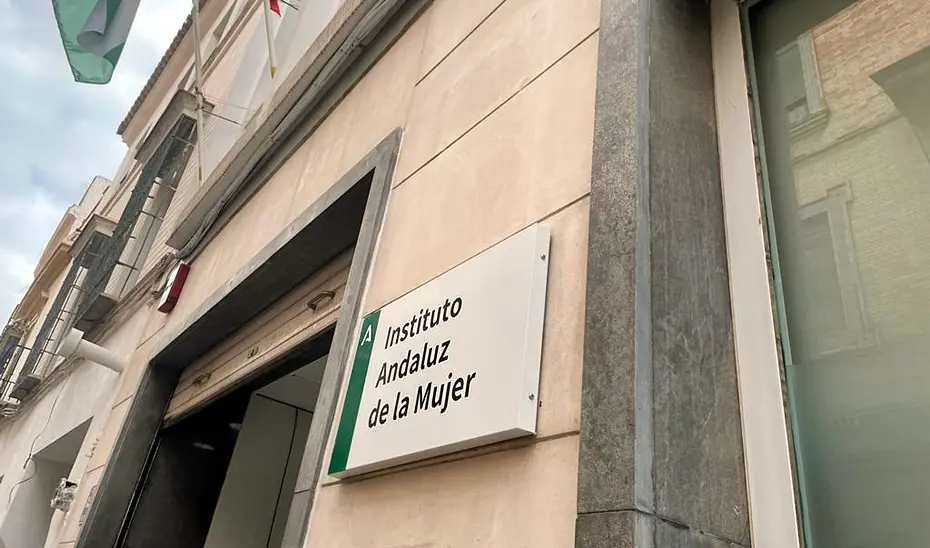 A
Instituto
Andaluz
de la Mujer